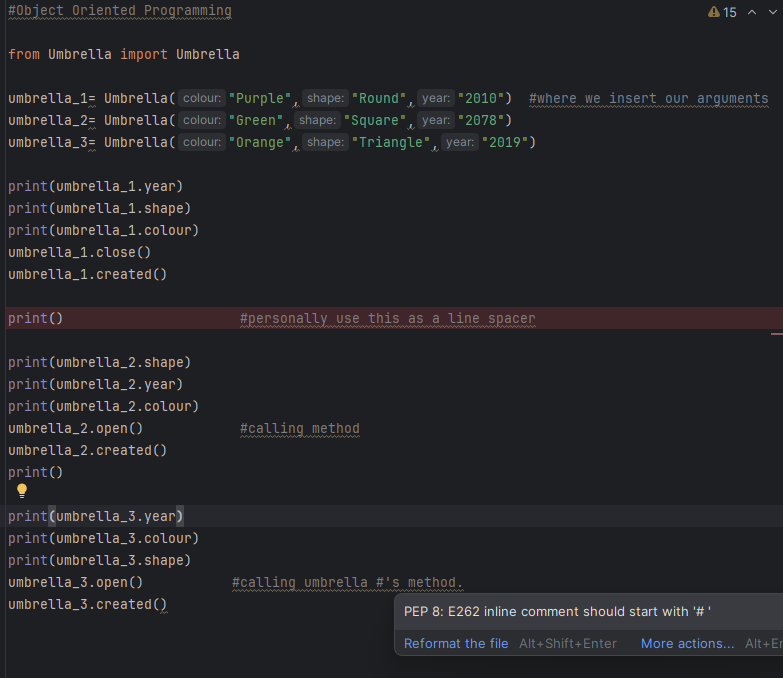 #Object Oriented Programming
15
from Umbrella import Umbrella
umbrella_1= Umbrella( colour: "Purple", shape: "Round", year: "2010")  #where we insert our arguments
umbrella_2= Umbrella( colour: "Green", shape: "Square", year: "2078")
umbrella_3= Umbrella( colour: "Orange", shape: "Triangle", year: "2019")
print(umbrella_1.year)
print(umbrella_1.shape)
print(umbrella_1.colour)
umbrella_1.close()
umbrella_1.created()
print()                      #personally use this as a line spacer
print(umbrella_2.shape)
print(umbrella_2.year)
print(umbrella_2.colour)
umbrella_2.open()            #calling method
umbrella_2.created()
print()
print(umbrella_3.year)
print(umbrella_3.colour)
print(umbrella_3.shape)
umbrella_3.open()           #calling umbrella #'s method.
umbrella_3.created()
PEP 8: E262 inline comment should start with '# '
Reformat the file Alt+Shift+Enter More actions... Alt+En